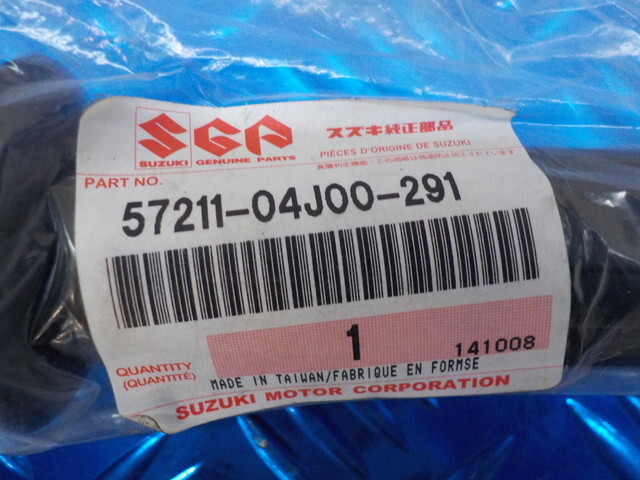 SGP スズキ純正部品
SUZUKI GENUINE PARTS PIÈCES D'ORIGINE DE SUZUKI
PART NO.
57211-04J00-291
1 141008
QUANTITY
(QUANTITÉ)
MADE IN TAIWAN/FABRIQUE EN FORMSE
SUZUKI MOTOR CORPORATION